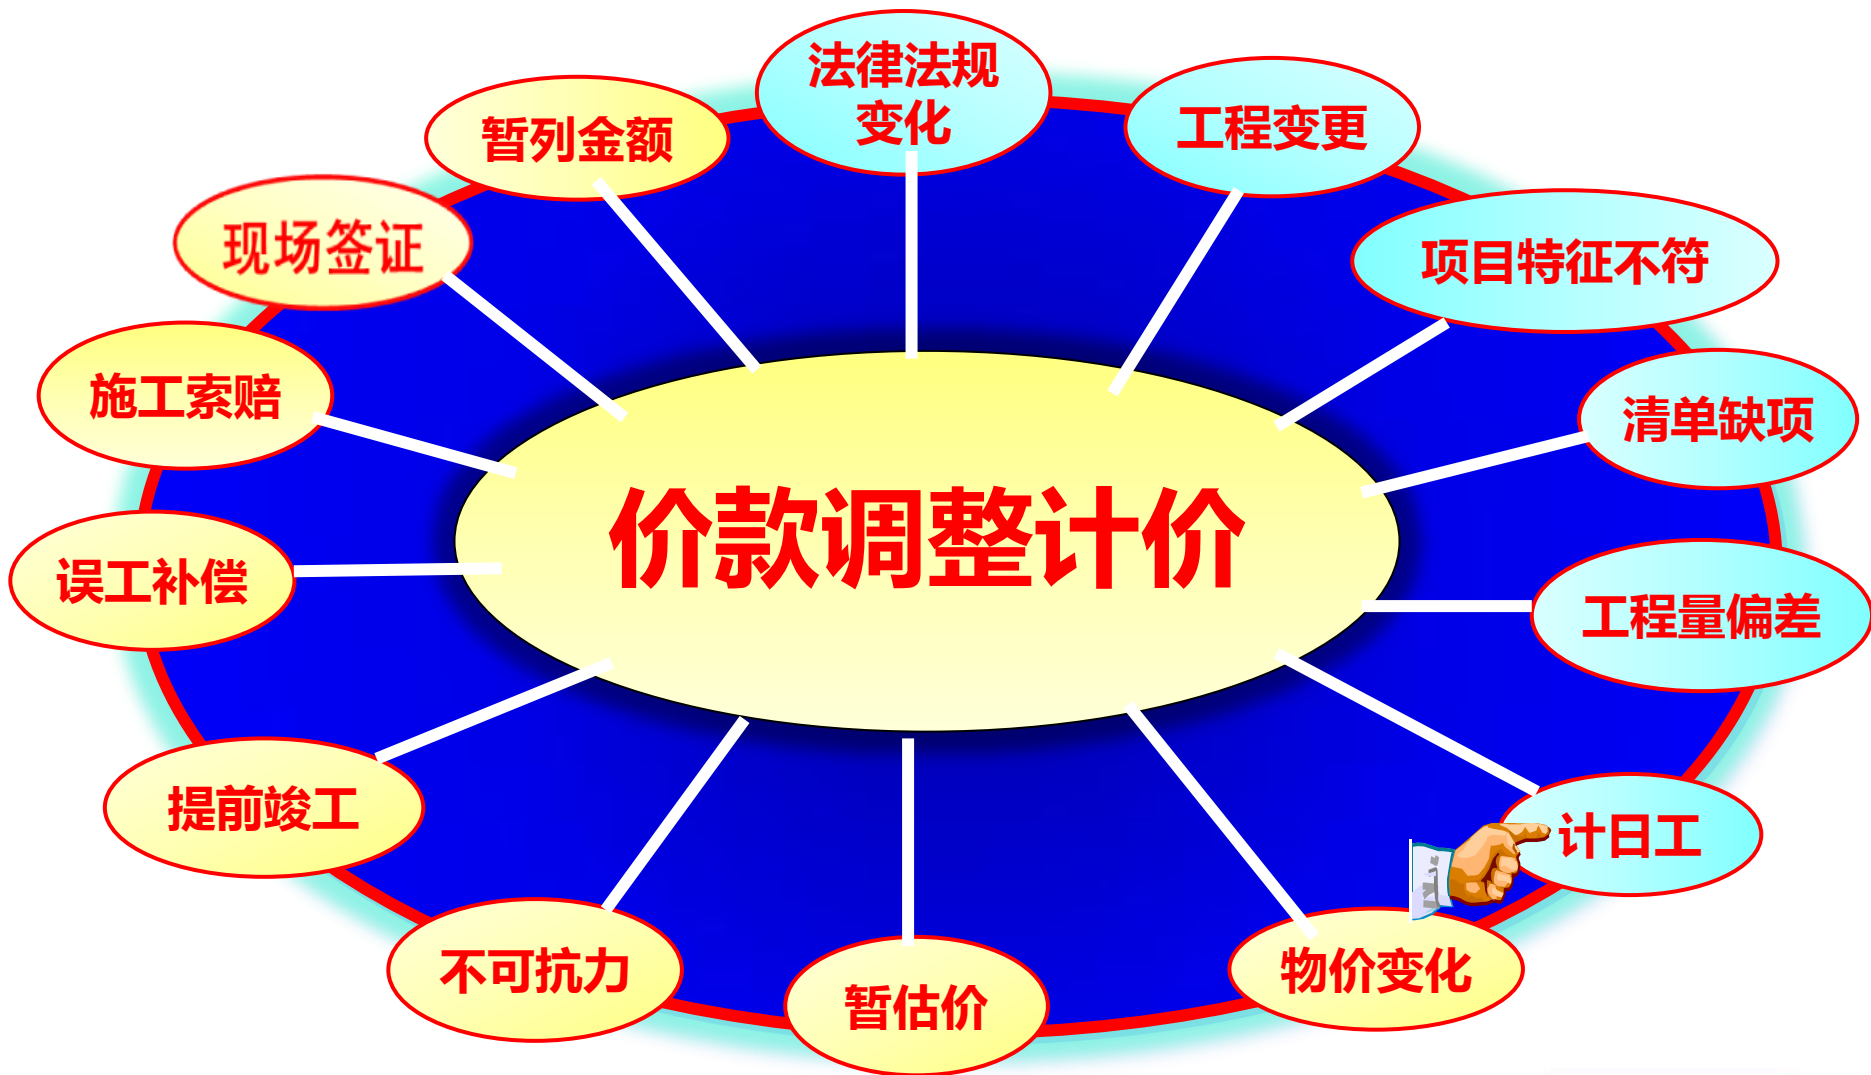 法律法规
变化
工程变更
项目特征不符
清单缺项
工程量偏差
计日工
物价变化
暂估价
不可抗力
提前竣工
误工补偿
施工索赔
现场签证
暂列金额
价款调整计价